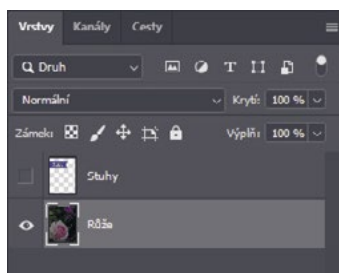 Vrstvy Kanály Cesty
Druh
Normální Krytí: 100 %
Zámek: Výplň: 100 %
Stuhy
Růže